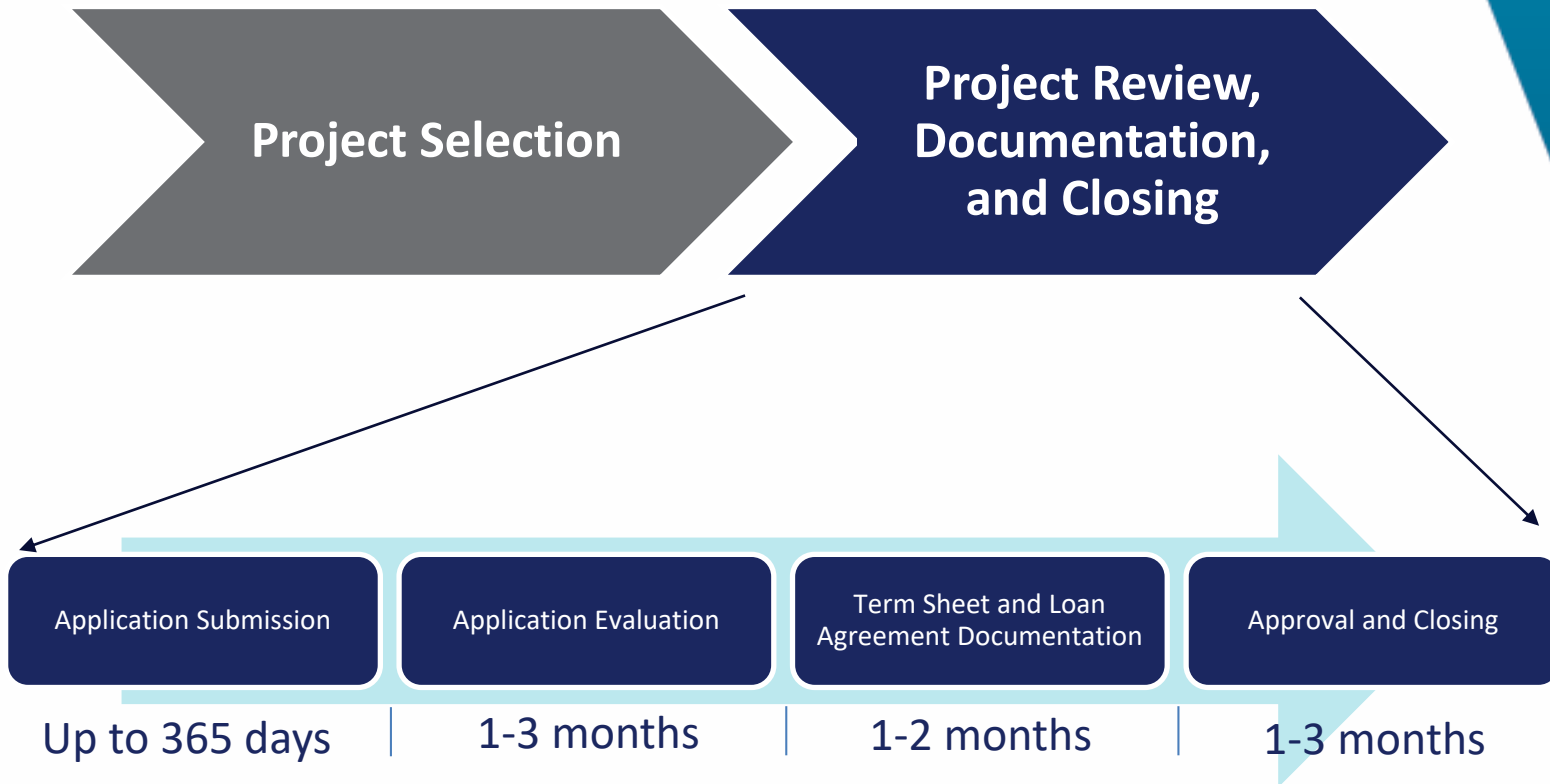 Project Selection
Project Review,
Documentation,
and Closing
Application Submission
Application Evaluation
Term Sheet and Loan
Agreement Documentation
Approval and Closing
Up to 365 days
1-3 months
1-2 months
1-3 months